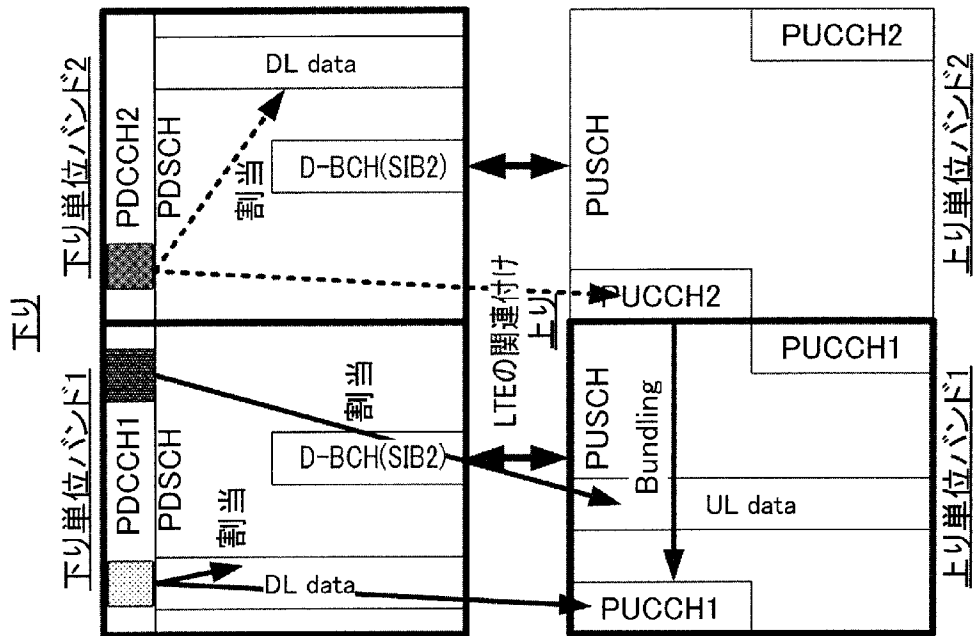 下り
下り単位バンド2
PDCCH2
PDSCH
DL data
割当
D-BCH(SIB2)
下り単位バンド1
PDCCH1
PDSCH
割当
D-BCH(SIB2)
割当
DL data
LTEの関連付け
上り
PUCCH2
PUSCH
PUCCH2
上り単位バンド2
PUCCH1
PUSCH
Bundling
UL data
PUCCH1
上り単位バンド1